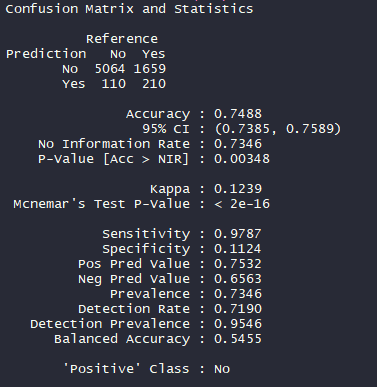 Confusion Matrix and Statistics
Reference
Prediction No Yes
No 5064 1659
Yes 110 210
Accuracy : 0.7488
95% CI : (0.7385, 0.7589)
No Information Rate : 0.7346
P-Value [Acc > NIR] : 0.00348
Kappa : 0.1239
Mcnemar's Test P-Value : < 2e-16
Sensitivity : 0.9787
Specificity : 0.1124
Pos Pred Value : 0.7532
Neg Pred Value : 0.6563
Prevalence : 0.7346
Detection Rate : 0.7190
Detection Prevalence : 0.9546
Balanced Accuracy : 0.5455
'Positive' Class : No